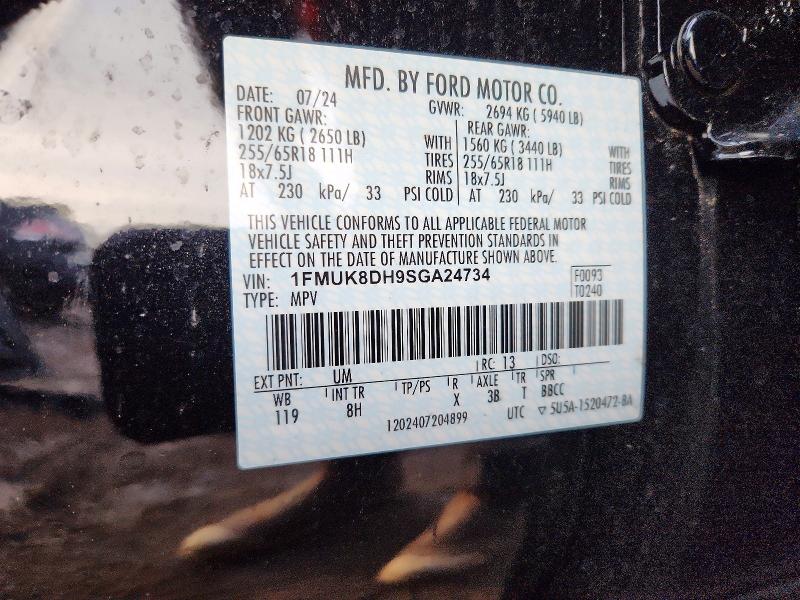 MFD. BY FORD MOTOR CO.
DATE: 07/24 GVWR: 2694 KG ( 5940 LB)
FRONT GAWR: REAR GAWR:
1202 KG ( 2650 LB) WITH 1560 KG ( 3440 LB) WITH
255/65R18 111H TIRES 255/65R18 111H TIRES
18x7.5J RIMS 18x7.5J RIMS
AT 230 kPa/ 33 PSI COLD AT 230 kPa/ 33 PSI COLD
THIS VEHICLE CONFORMS TO ALL APPLICABLE FEDERAL MOTOR
VEHICLE SAFETY AND THEFT PREVENTION STANDARDS IN
EFFECT ON THE DATE OF MANUFACTURE SHOWN ABOVE.
VIN: 1FMUK8DH9SGA24734 F0093
TYPE: MPV T0240
EXT PNT: UM RC: 13 DSO:
WB INT TR TP/PS R AXLE TR SPR
119 8H X 3B T BBCC
1202407204899 UTC ▽ 5U5A-1520472-BA